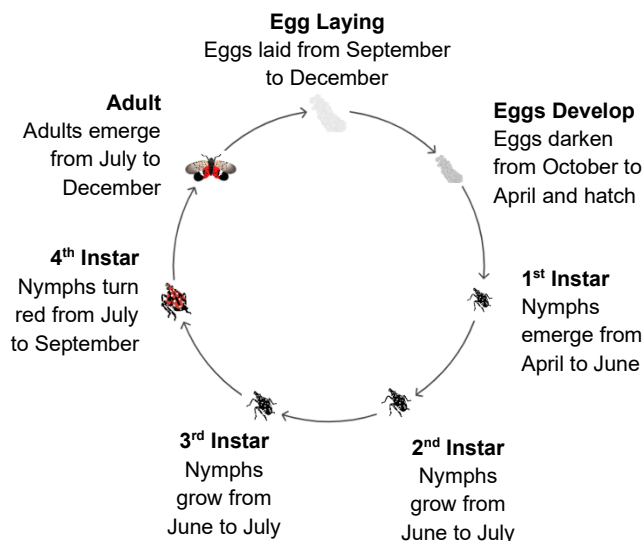 Egg Laying
Eggs laid from September
to December
Eggs Develop
Eggs darken
from October to
April and hatch
1st Instar
Nymphs
emerge from
April to June
2nd Instar
Nymphs
grow from
June to July
3rd Instar
Nymphs
grow from
June to July
4th Instar
Nymphs turn
red from July
to September
Adult
Adults emerge
from July to
December